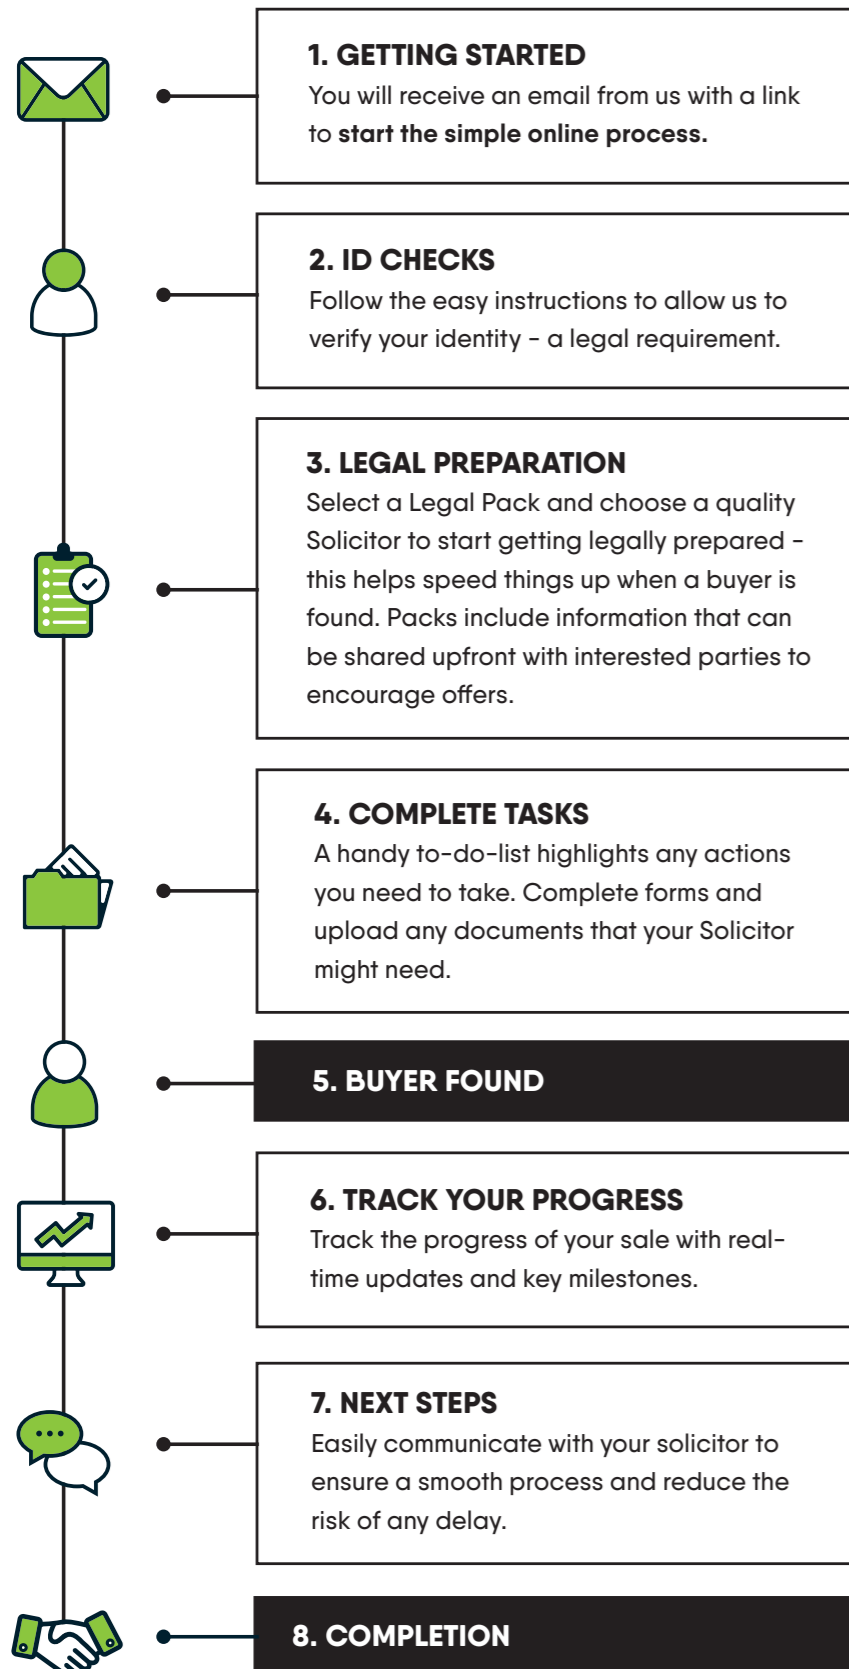 1. GETTING STARTED
You will receive an email from us with a link
to start the simple online process.
2. ID CHECKS
Follow the easy instructions to allow us to
verify your identity - a legal requirement.
3. LEGAL PREPARATION
Select a Legal Pack and choose a quality
Solicitor to start getting legally prepared -
this helps speed things up when a buyer is
found. Packs include information that can
be shared upfront with interested parties to
encourage offers.
4. COMPLETE TASKS
A handy to-do-list highlights any actions
you need to take. Complete forms and
upload any documents that your Solicitor
might need.
5. BUYER FOUND
6. TRACK YOUR PROGRESS
Track the progress of your sale with real-
time updates and key milestones.
7. NEXT STEPS
Easily communicate with your solicitor to
ensure a smooth process and reduce the
risk of any delay.
8. COMPLETION